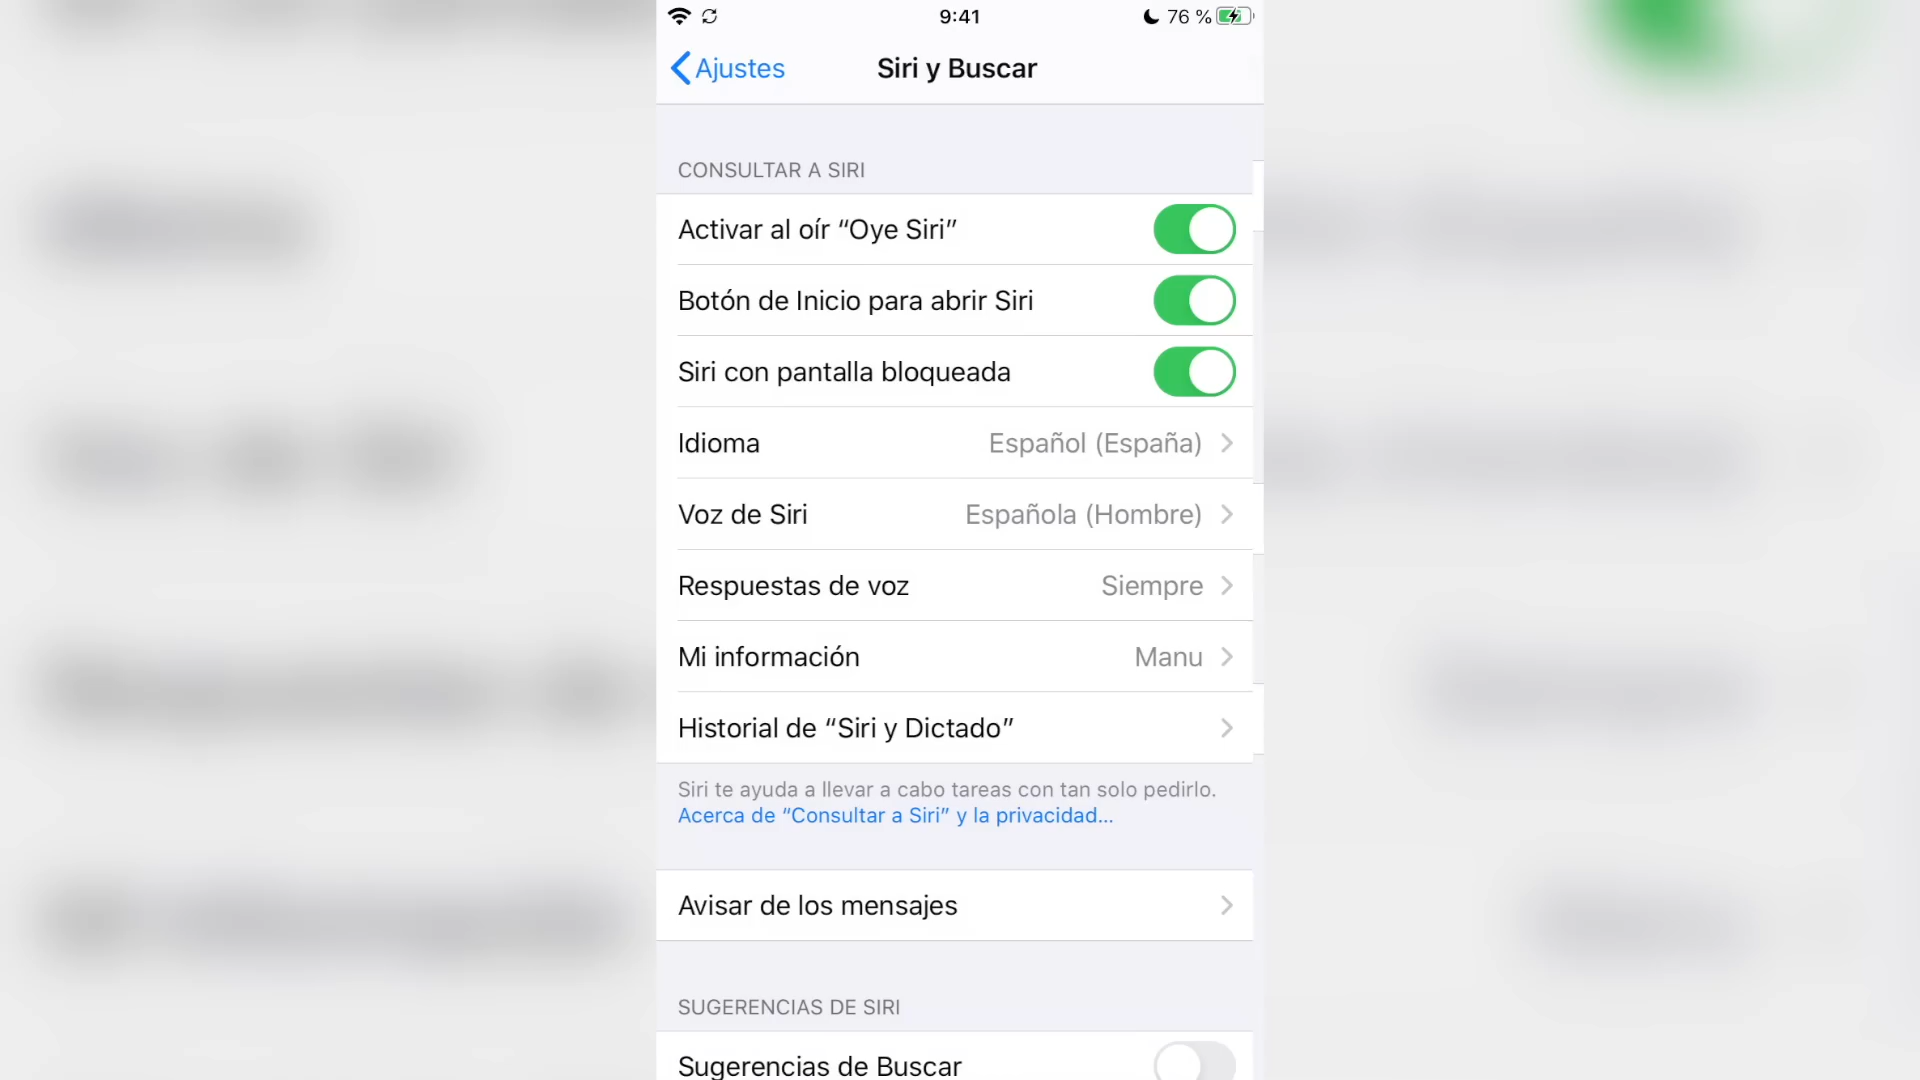 9:41
76 %
Ajustes
Siri y Buscar
CONSULTAR A SIRI
Activar al oír “Oye Siri”
Botón de Inicio para abrir Siri
Siri con pantalla bloqueada
Idioma Español (España)
Voz de Siri Española (Hombre)
Respuestas de voz Siempre
Mi información Manu
Historial de “Siri y Dictado”
Siri te ayuda a llevar a cabo tareas con tan solo pedirlo.
Acerca de “Consultar a Siri” y la privacidad...
Avisar de los mensajes
SUGERENCIAS DE SIRI
Sugerencias de Buscar